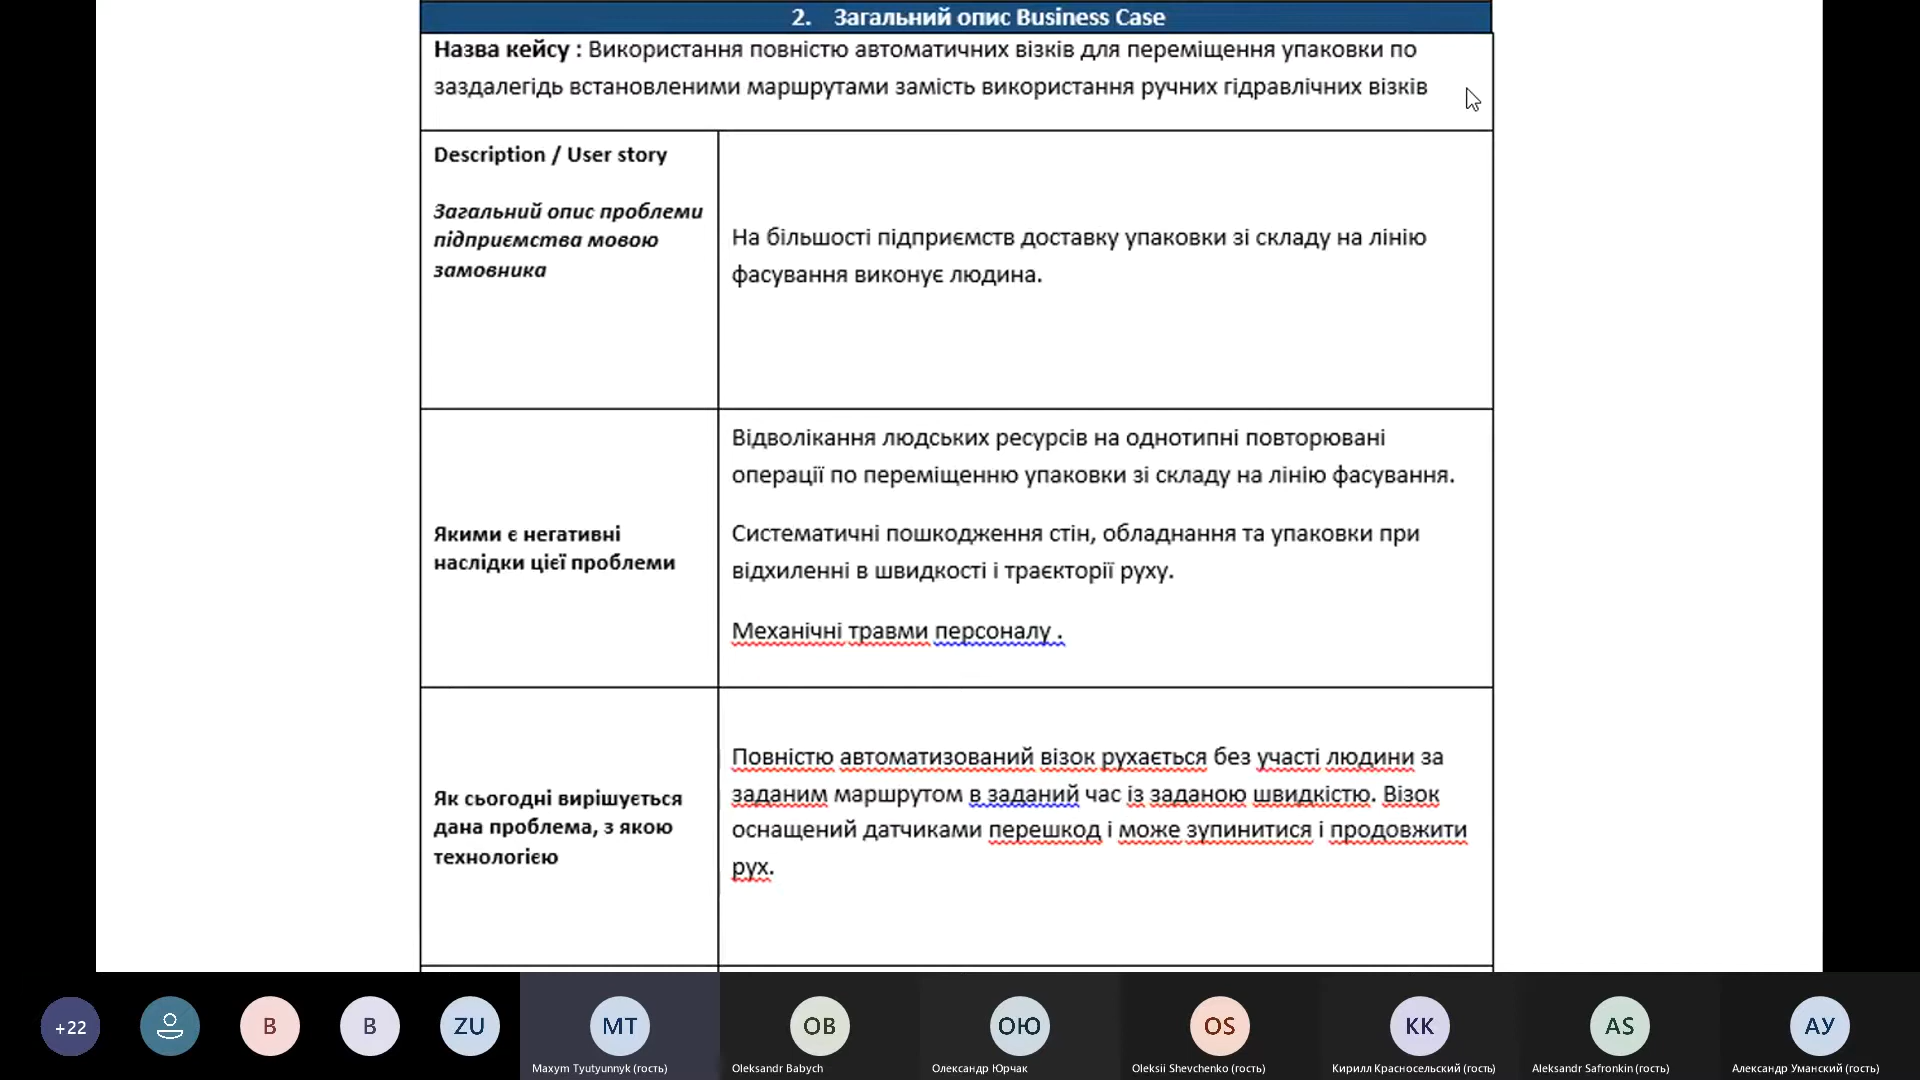 2. Загальний опис Business Case
Назва кейсу : Використання повністю автоматичних візків для переміщення упаковки по
заздалегідь встановленими маршрутами замість використання ручних гідравлічних візків
Description / User story
Загальний опис проблеми
підприємства мовою
замовника
На більшості підприємств доставку упаковки зі складу на лінію
фасування виконує людина.
Якими є негативні
наслідки цієї проблеми
Відволікання людських ресурсів на однотипні повторювані
операції по переміщенню упаковки зі складу на лінію фасування.
Систематичні пошкодження стін, обладнання та упаковки при
відхиленні в швидкості і траєкторії руху.
Механічні травми персоналу .
Як сьогодні вирішується
дана проблема, з якою
технологією
Повністю автоматизований візок рухається без участі людини за
заданим маршрутом в заданий час із заданою швидкістю. Візок
оснащений датчиками перешкод і може зупинитися і продовжити
рух.
+22
B
B
ZU
MT
OB
ОЮ
OS
КК
AS
АУ
Maxym Tyutyunnyk (гость)
Oleksandr Babych
Олександр Юрчак
Oleksii Shevchenko (гость)
Кирилл Красносельский (гость)
Aleksandr Safronkin (гость)
Александр Уманский (гость)